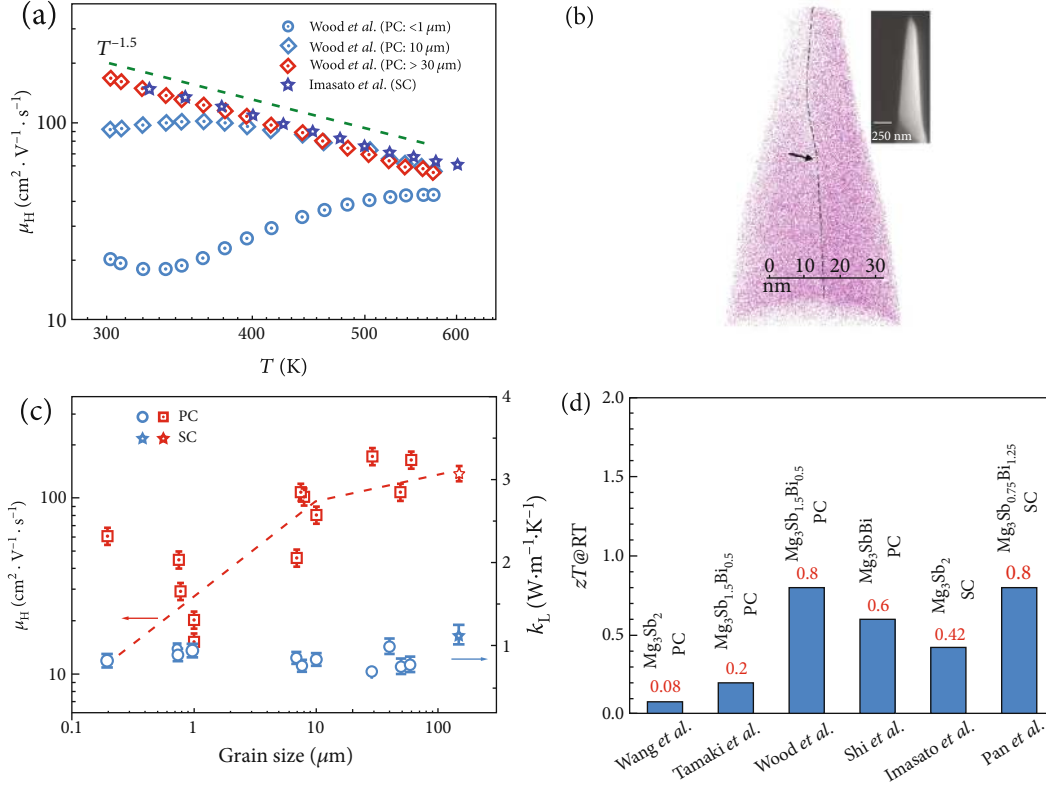 (a)
Wood et al. (PC: <1 μm)
Wood et al. (PC: 10 μm)
Wood et al. (PC: > 30 μm)
Imasato et al. (SC)
T−1.5
100
10
μH (cm2 · V−1 · s−1)
300
400
500
600
T (K)
(b)
250 nm
0 10 20 30
nm
(c)
PC
SC
100
10
μH (cm2 · V−1 · s−1)
4
3
2
1
0
kL (W·m−1·K−1)
0.1
1
10
100
Grain size (μm)
(d)
2.0
1.5
1.0
0.5
0.0
zT@RT
Mg3Sb2
PC
0.08
Mg3Sb1.5Bi0.5
PC
0.2
Mg3Sb1.5Bi0.5
PC
0.8
Mg3SbBi
PC
0.6
Mg3Sb2
SC
0.42
Mg3Sb0.75Bi1.25
SC
0.8
Wang et al.
Tamaki et al.
Wood et al.
Shi et al.
Imasato et al.
Pan et al.